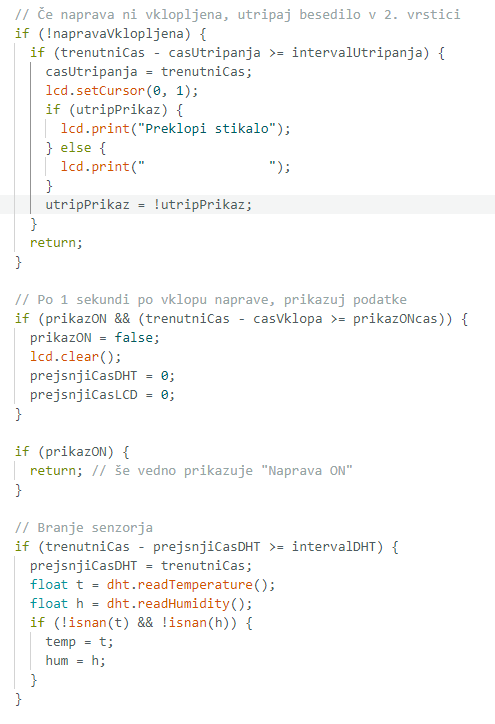 // Če naprava ni vklopljena, utripaj besedilo v 2. vrstici
if (!napravaVklopljena) {
  if (trenutniCas - casUtripanja >= intervalUtripanja) {
    casUtripanja = trenutniCas;
    lcd.setCursor(0, 1);
    if (utripPrikaz) {
      lcd.print("Preklopi stikalo");
    } else {
      lcd.print("                ");
    }
    utripPrikaz = !utripPrikaz;
  }
  return;
}

// Po 1 sekundi po vklopu naprave, prikazuj podatke
if (prikazON && (trenutniCas - casVklopa >= prikazONcas)) {
  prikazON = false;
  lcd.clear();
  prejsnjiCasDHT = 0;
  prejsnjiCasLCD = 0;
}

if (prikazON) {
  return; // še vedno prikazuje "Naprava ON"
}

// Branje senzorja
if (trenutniCas - prejsnjiCasDHT >= intervalDHT) {
  prejsnjiCasDHT = trenutniCas;
  float t = dht.readTemperature();
  float h = dht.readHumidity();
  if (!isnan(t) && !isnan(h)) {
    temp = t;
    hum = h;
  }
}